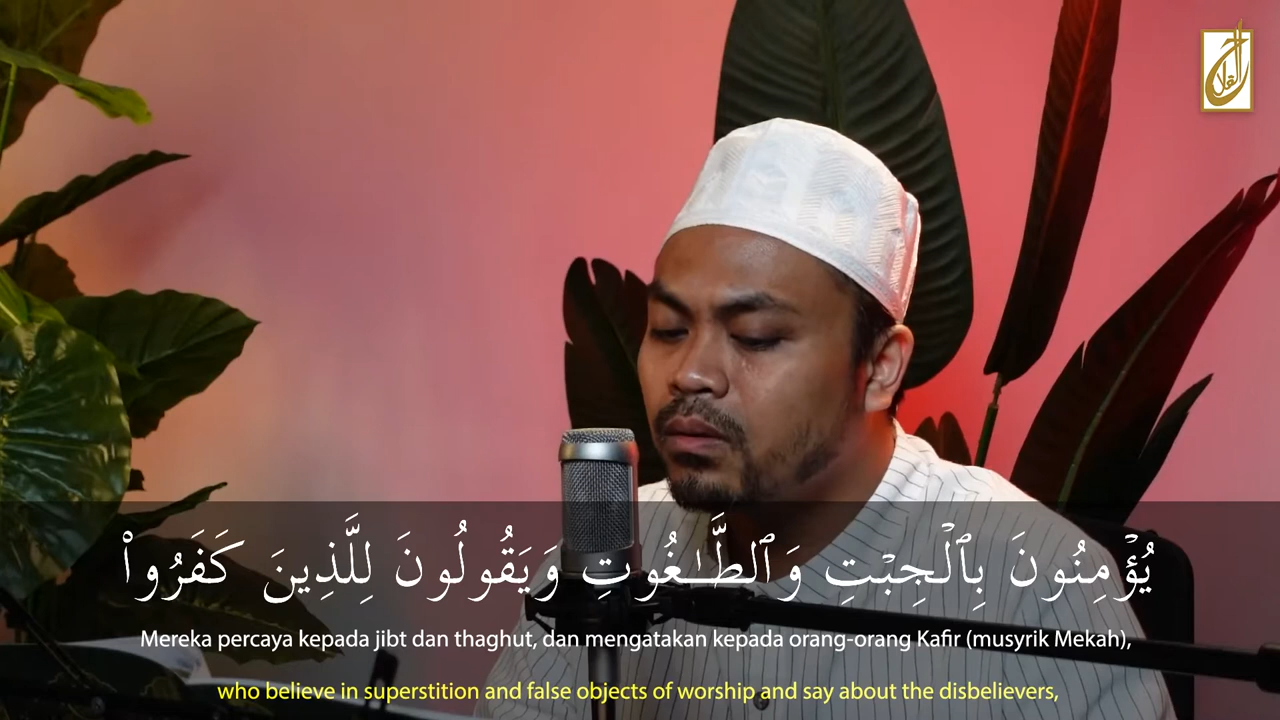 يُؤْمِنُونَ بِٱلْجِبْتِ وَٱلطَّـٰغُوتِ وَيَقُولُونَ لِلَّذِينَ كَفَرُوا۟
Mereka percaya kepada jibt dan thaghut, dan mengatakan kepada orang-orang Kafir (musyrik Mekah),
who believe in superstition and false objects of worship and say about the disbelievers,